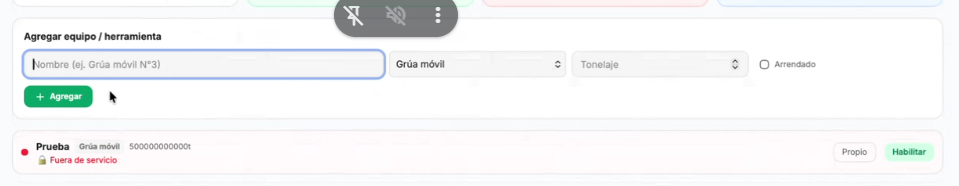 Agregar equipo / herramienta
Nombre (ej. Grúa móvil N°3) Grúa móvil Tonelaje Arrendado
+ Agregar
Prueba Grúa móvil 500000000000t
Fuera de servicio
Propio Habilitar